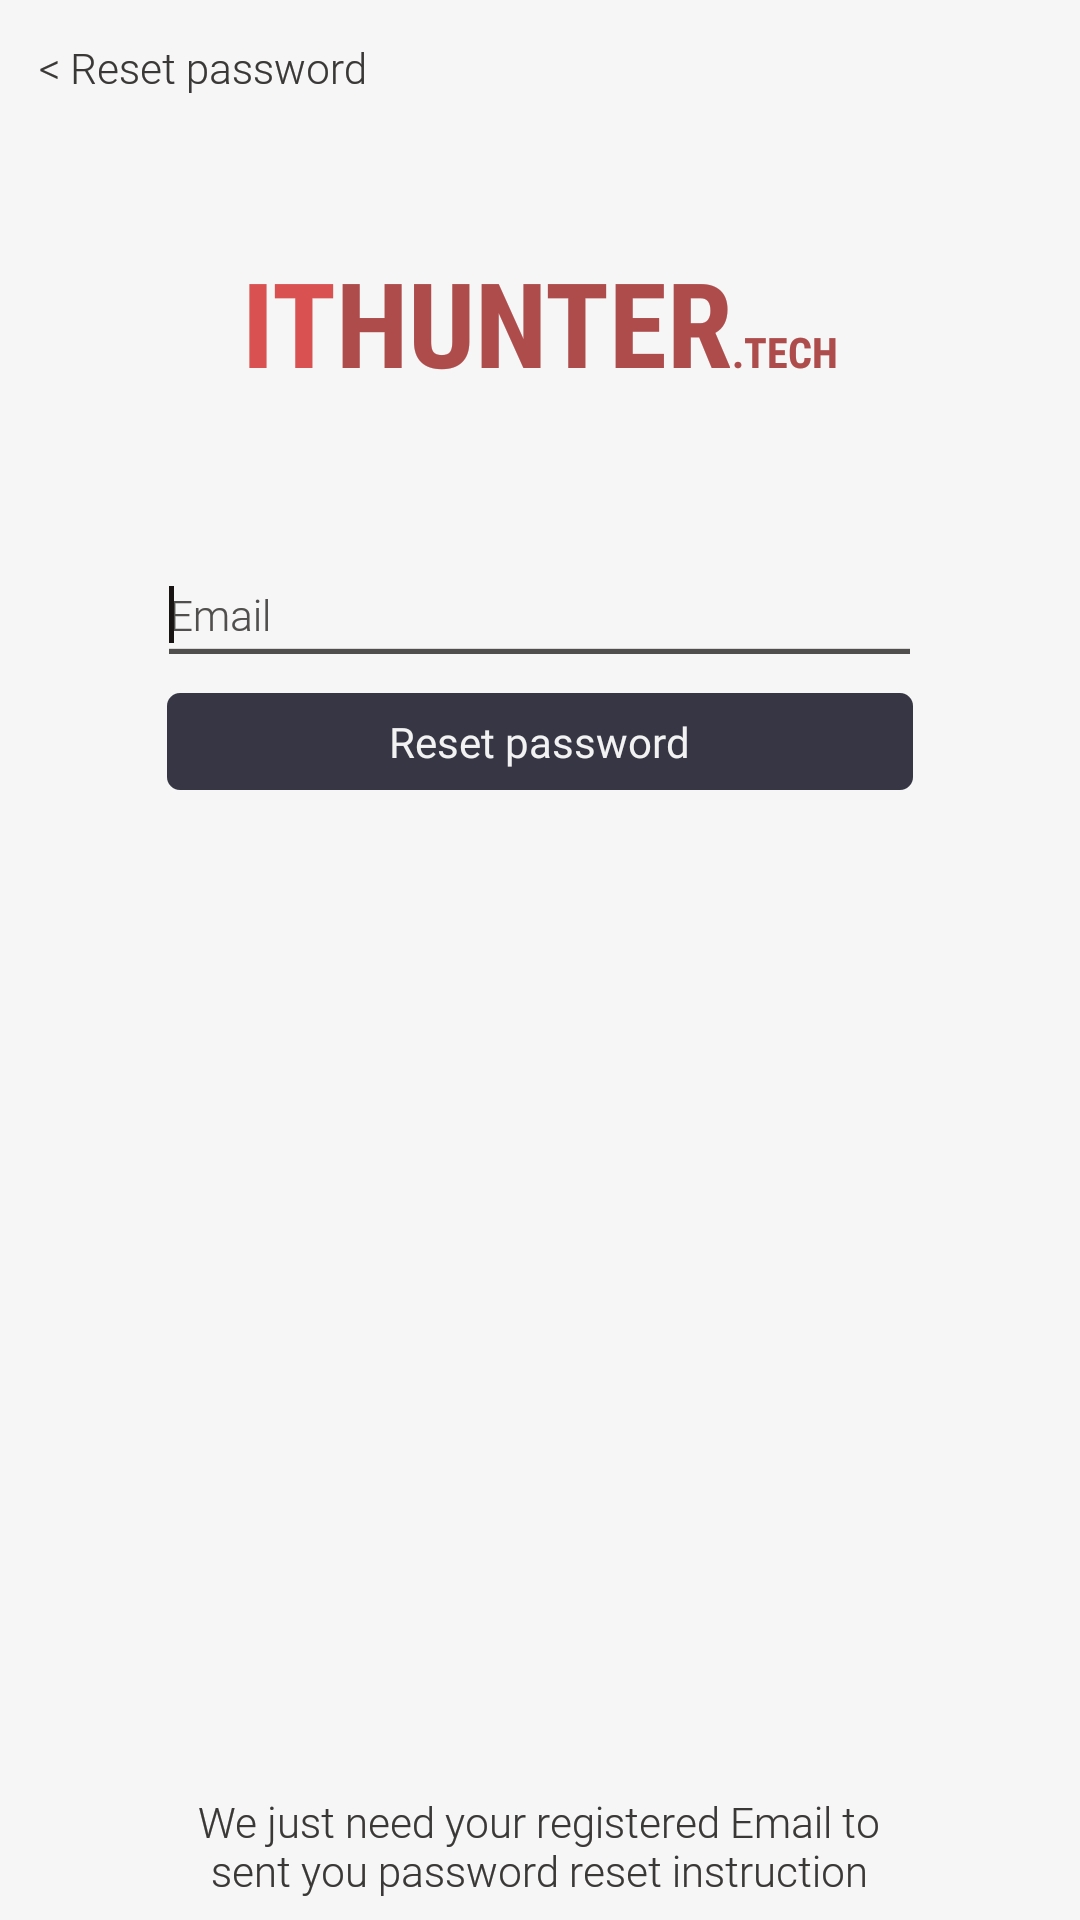 < Reset password
ITHUNTER.TECH
Email
Reset password
We just need your registered Email to
sent you password reset instruction